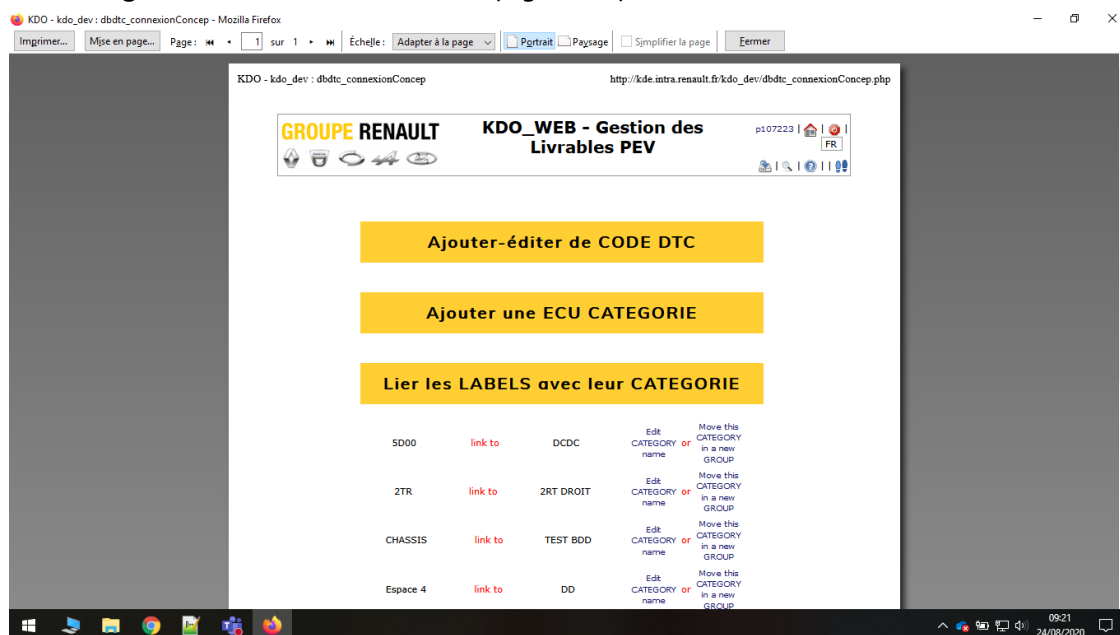 KDO - kdo_dev : dbdtc_connexionConcep - Mozilla Firefox
Imprimer... Mise en page... Page : 1 sur 1 Échelle : Adapter à la page Portrait Paysage Simplifier la page Fermer
KDO - kdo_dev : dbdtc_connexionConcep http://kde.intra.renault.fr/kdo_dev/dbdtc_connexionConcep.php
GROUPE RENAULT
KDO_WEB - Gestion des
Livrables PEV
p107223 | | |
FR
| | | |
Ajouter-éditer de CODE DTC
Ajouter une ECU CATEGORIE
Lier les LABELS avec leur CATEGORIE
5D00 link to DCDC
Edit
CATEGORY
name
or
Move this
CATEGORY
in a new
GROUP
2TR link to 2RT DROIT
Edit
CATEGORY
name
or
Move this
CATEGORY
in a new
GROUP
CHASSIS link to TEST BDD
Edit
CATEGORY
name
or
Move this
CATEGORY
in a new
GROUP
Espace 4 link to DD
Edit
CATEGORY
name
or
Move this
CATEGORY
in a new
GROUP
09:21
24/08/2020